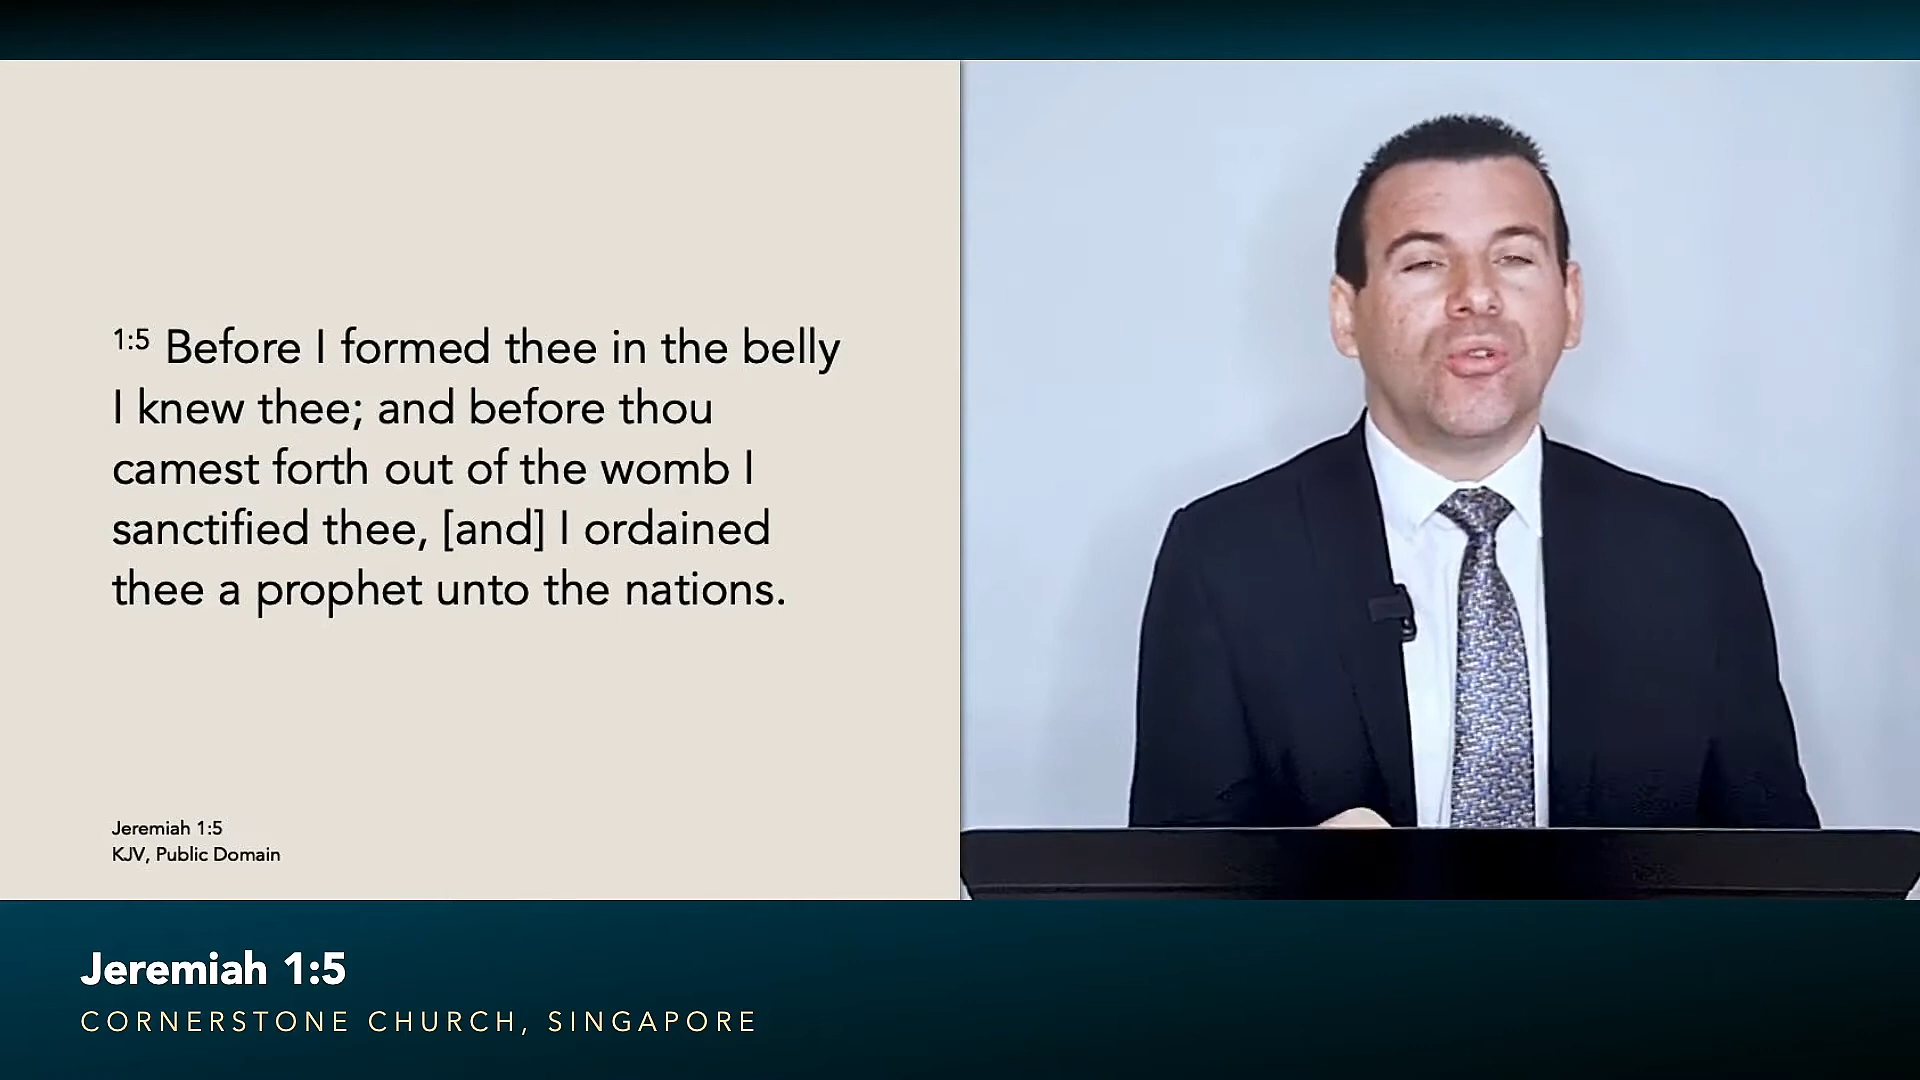 1:5 Before I formed thee in the belly
I knew thee; and before thou
camest forth out of the womb I
sanctified thee, [and] I ordained
thee a prophet unto the nations.
Jeremiah 1:5
KJV, Public Domain
Jeremiah 1:5
CORNERSTONE CHURCH, SINGAPORE